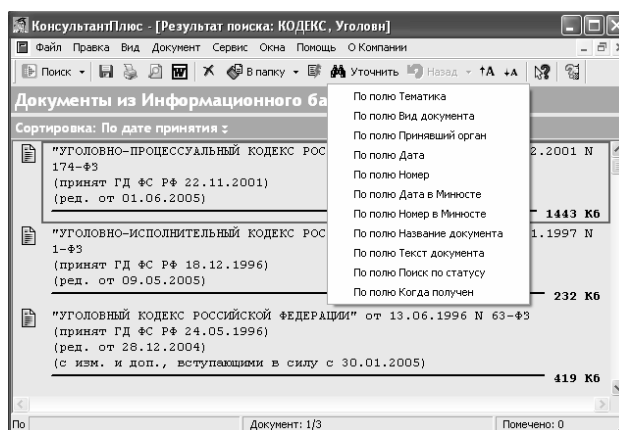 КонсультантПлюс - [Результат поиска: КОДЕКС, Уголовн]
Файл Правка Вид Документ Сервис Окна Помощь О Компании
Поиск В папку Уточнить Назад
Документы из Информационного ба
Сортировка: По дате принятия
По полю Тематика
По полю Вид документа
По полю Принявший орган
По полю Дата
По полю Номер
По полю Дата в Минюсте
По полю Номер в Минюсте
По полю Название документа
По полю Текст документа
По полю Поиск по статусу
По полю Когда получен
"УГОЛОВНО-ПРОЦЕССУАЛЬНЫЙ КОДЕКС РОС 2.2001 N
174-ФЗ
(принят ГД ФС РФ 22.11.2001)
(ред. от 01.06.2005)
1443 Кб
"УГОЛОВНО-ИСПОЛНИТЕЛЬНЫЙ КОДЕКС РОС 1.1997 N
1-ФЗ
(принят ГД ФС РФ 18.12.1996)
(ред. от 09.05.2005)
232 Кб
"УГОЛОВНЫЙ КОДЕКС РОССИЙСКОЙ ФЕДЕРАЦИИ" от 13.06.1996 N 63-ФЗ
(принят ГД ФС РФ 24.05.1996)
(ред. от 28.12.2004)
(с изм. и доп., вступающими в силу с 30.01.2005)
419 Кб
По Документ: 1/3 Помечено: 0